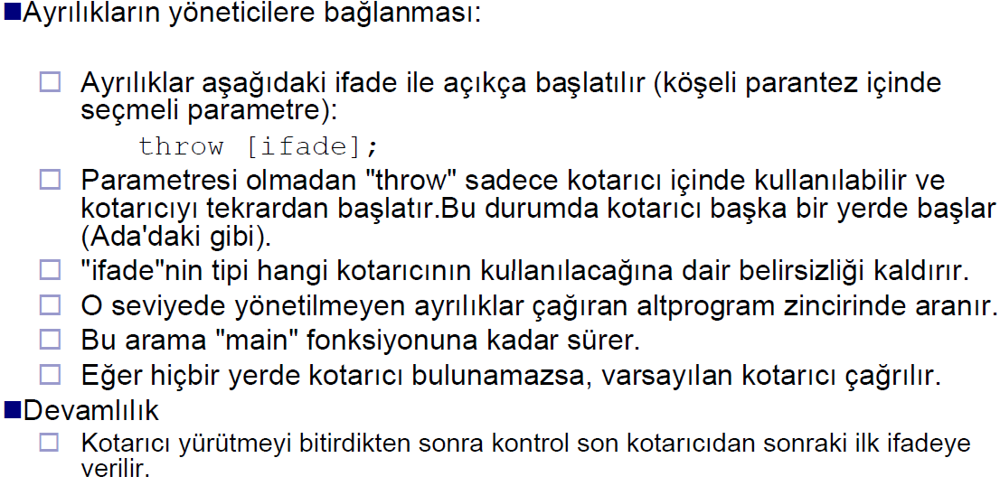 Ayrılıkların yöneticilere bağlanması:
Ayrılıklar aşağıdaki ifade ile açıkça başlatılır (köşeli parantez içinde
seçmeli parametre):
throw [ifade];
Parametresi olmadan "throw" sadece kotarıcı içinde kullanılabilir ve
kotarıcıyı tekrardan başlatır.Bu durumda kotarıcı başka bir yerde başlar
(Ada'daki gibi).
"ifade"nin tipi hangi kotarıcının kullanılacağına dair belirsizliği kaldırır.
O seviyede yönetilmeyen ayrılıklar çağıran altprogram zincirinde aranır.
Bu arama "main" fonksiyonuna kadar sürer.
Eğer hiçbir yerde kotarıcı bulunamazsa, varsayılan kotarıcı çağrılır.
Devamlılık
Kotarıcı yürütmeyi bitirdikten sonra kontrol son kotarıcıdan sonraki ilk ifadeye
verilir.